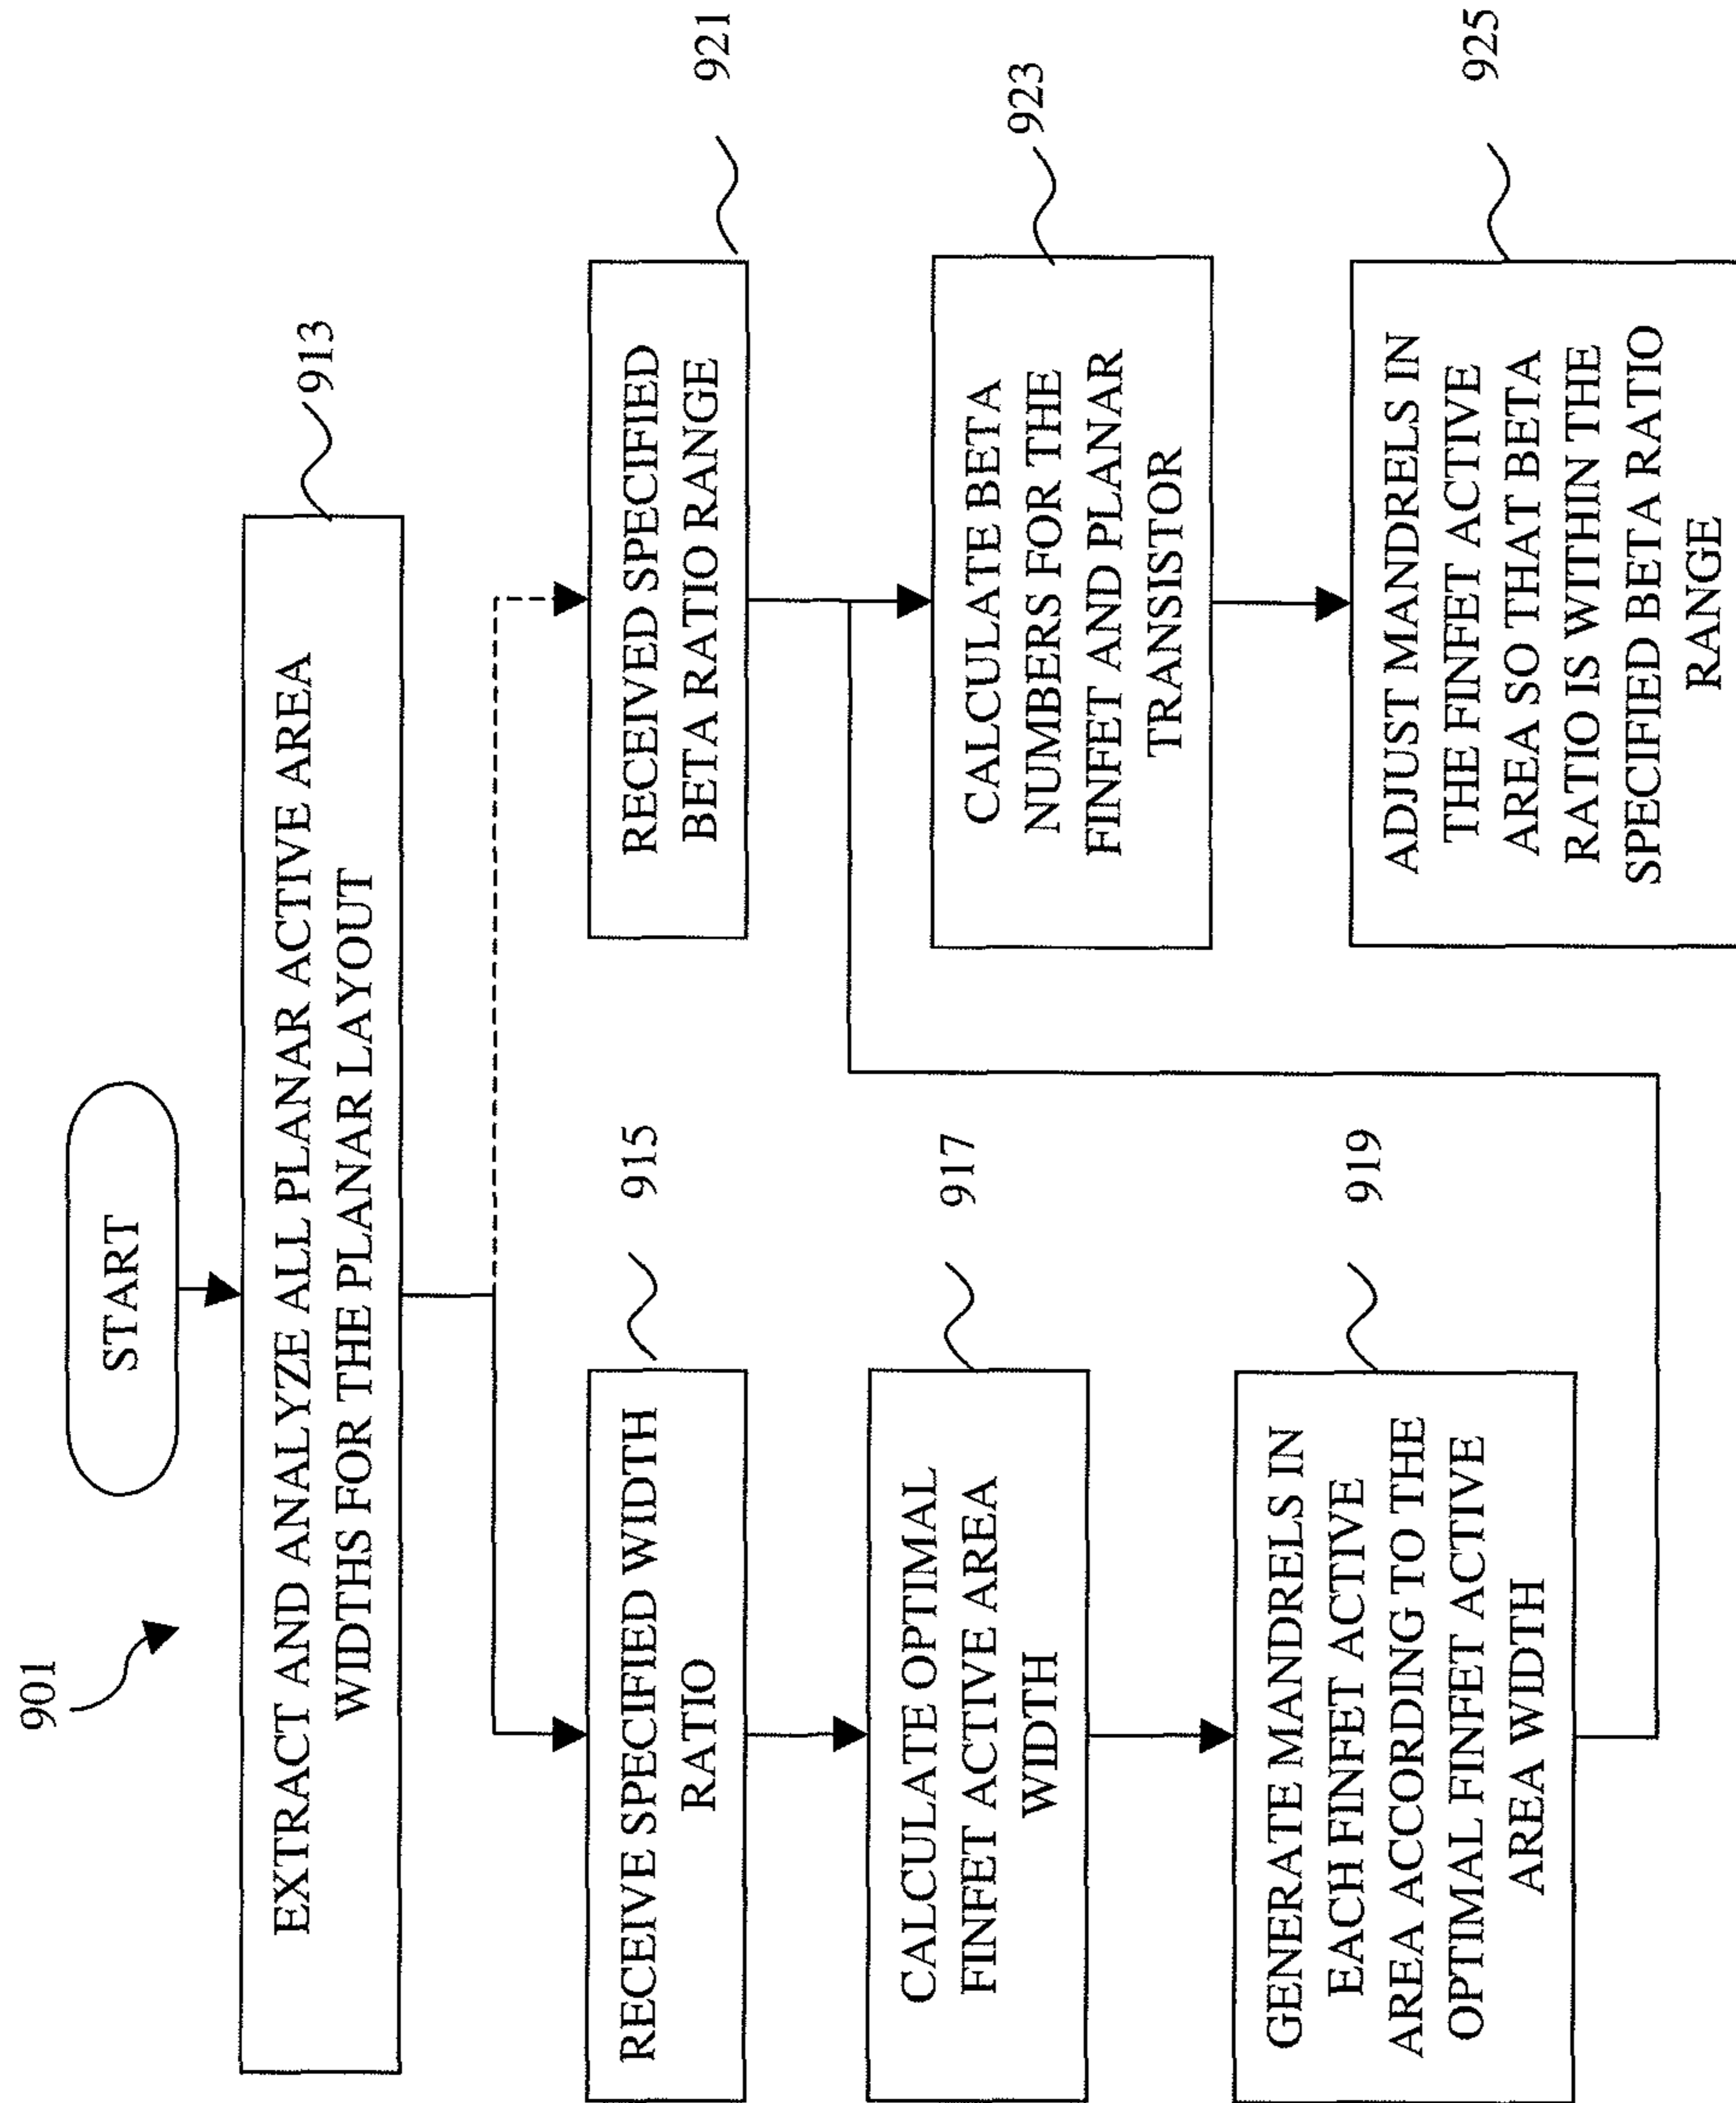 901
START
EXTRACT AND ANALYZE ALL PLANAR ACTIVE AREA
WIDTHS FOR THE PLANAR LAYOUT
913
RECEIVE SPECIFIED WIDTH
RATIO
915
CALCULATE OPTIMAL
FINFET ACTIVE AREA
WIDTH
917
GENERATE MANDRELS IN
EACH FINFET ACTIVE
AREA ACCORDING TO THE
OPTIMAL FINFET ACTIVE
AREA WIDTH
919
RECEIVED SPECIFIED
BETA RATIO RANGE
921
CALCULATE BETA
NUMBERS FOR THE
FINFET AND PLANAR
TRANSISTOR
923
ADJUST MANDRELS IN
THE FINFET ACTIVE
AREA SO THAT BETA
RATIO IS WITHIN THE
SPECIFIED BETA RATIO
RANGE
925